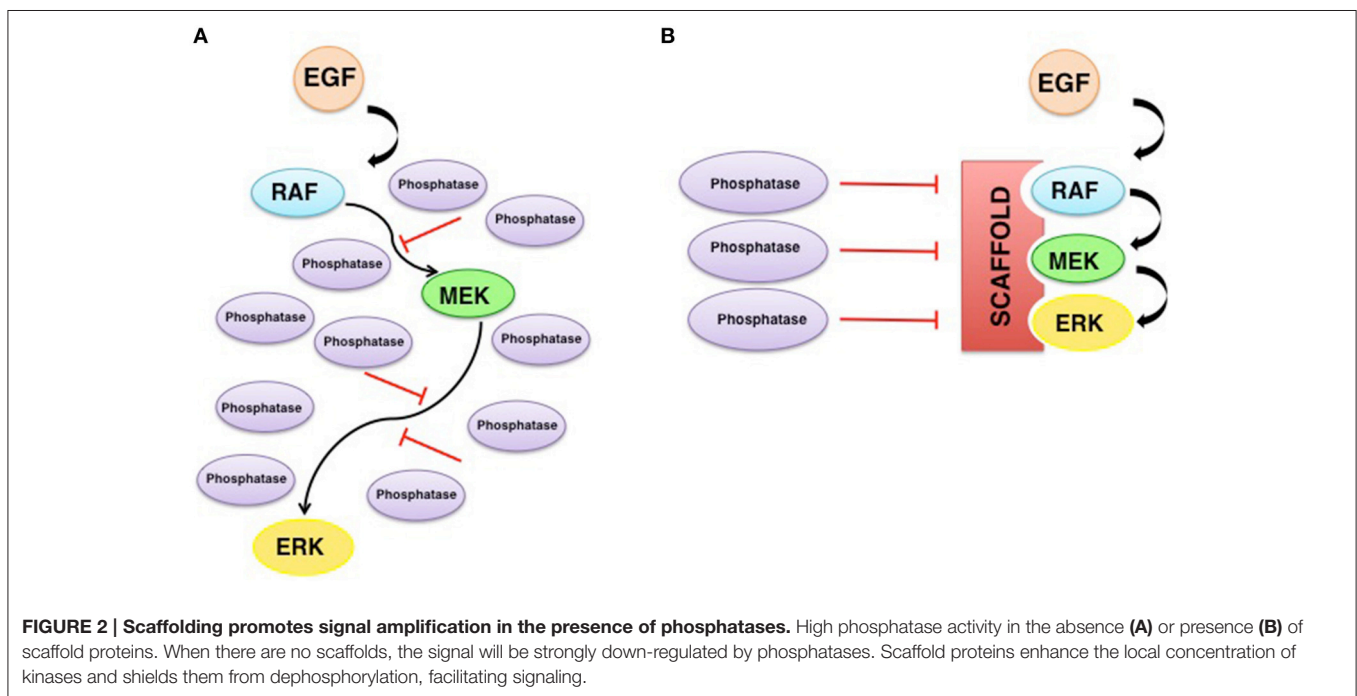 A
EGF
RAF
Phosphatase
Phosphatase
Phosphatase
MEK
Phosphatase
Phosphatase
Phosphatase
Phosphatase
Phosphatase
Phosphatase
Phosphatase
ERK
B
EGF
Phosphatase
Phosphatase
Phosphatase
SCAFFOLD
RAF
MEK
ERK
FIGURE 2 | Scaffolding promotes signal amplification in the presence of phosphatases. High phosphatase activity in the absence (A) or presence (B) of
scaffold proteins. When there are no scaffolds, the signal will be strongly down-regulated by phosphatases. Scaffold proteins enhance the local concentration of
kinases and shields them from dephosphorylation, facilitating signaling.